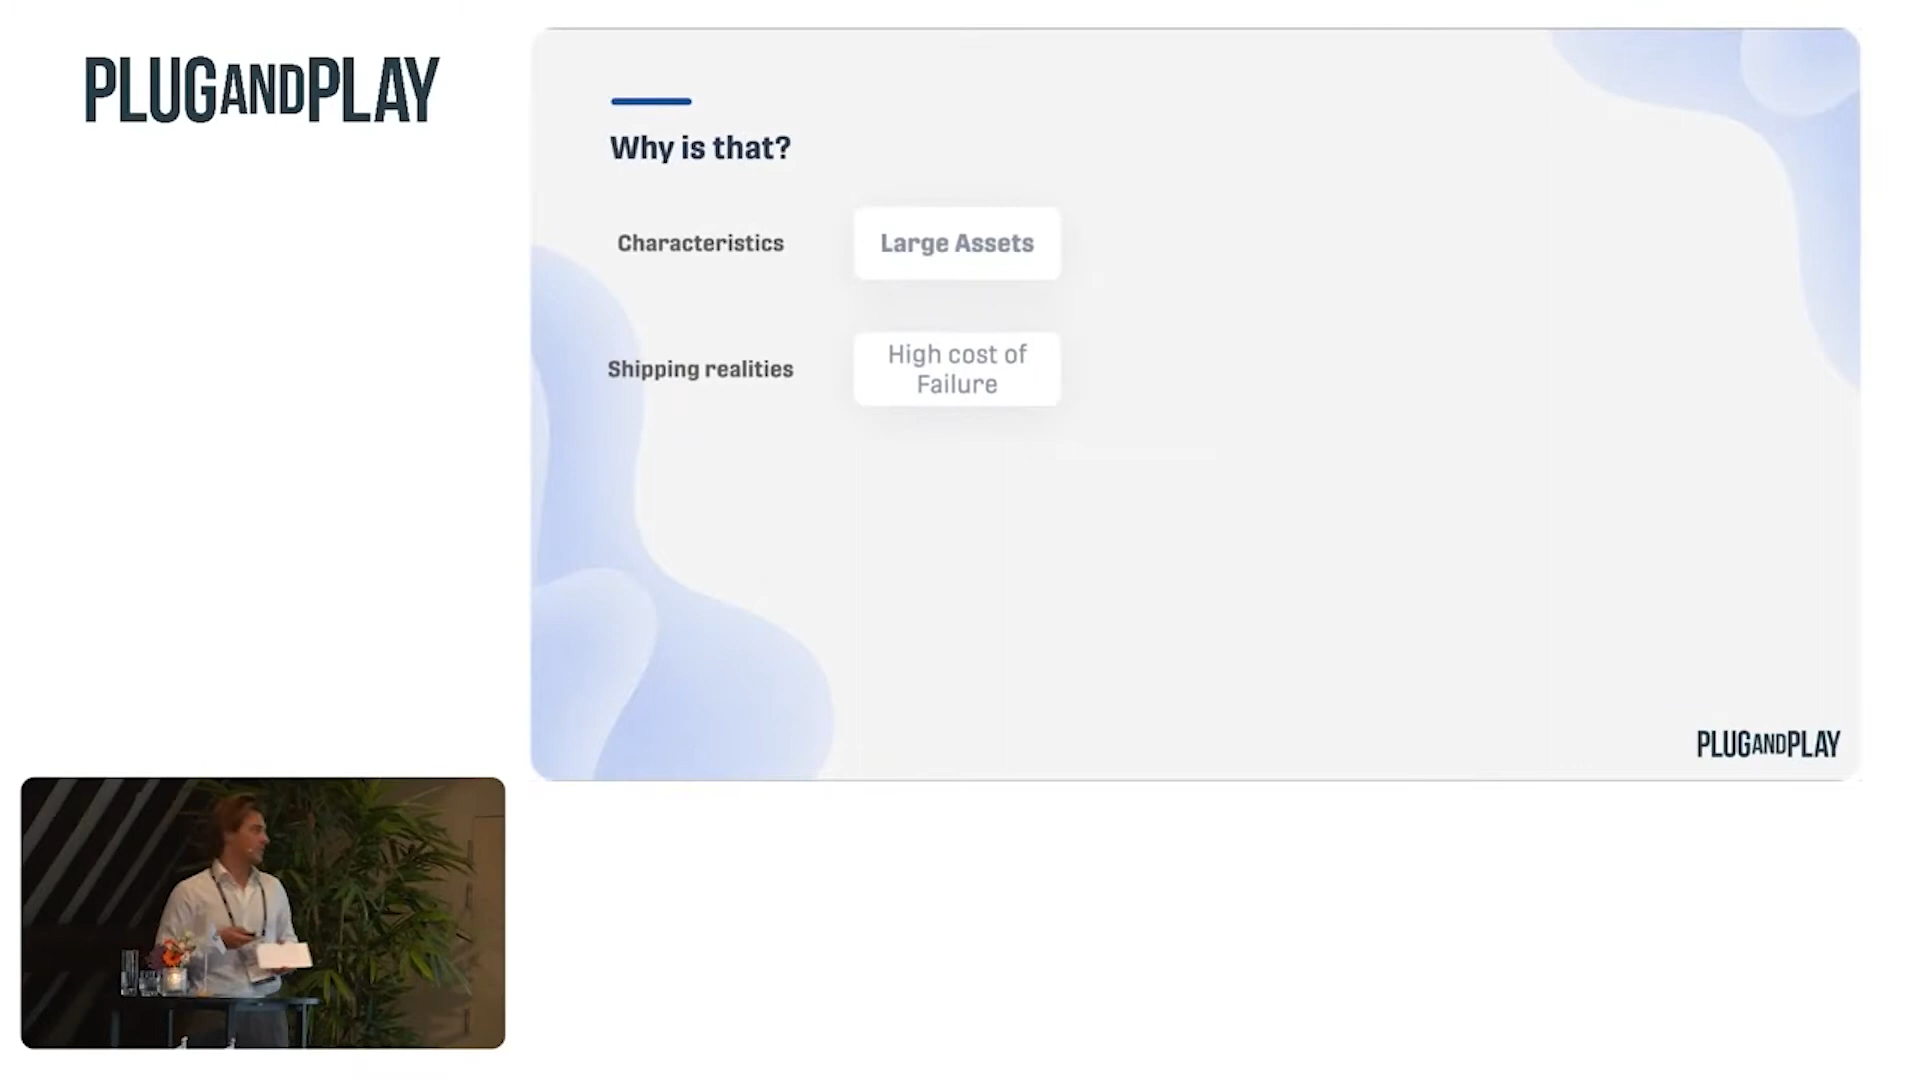 PLUGANDPLAY
Why is that?
Characteristics
Large Assets
Shipping realities
High cost of
Failure
PLUGANDPLAY